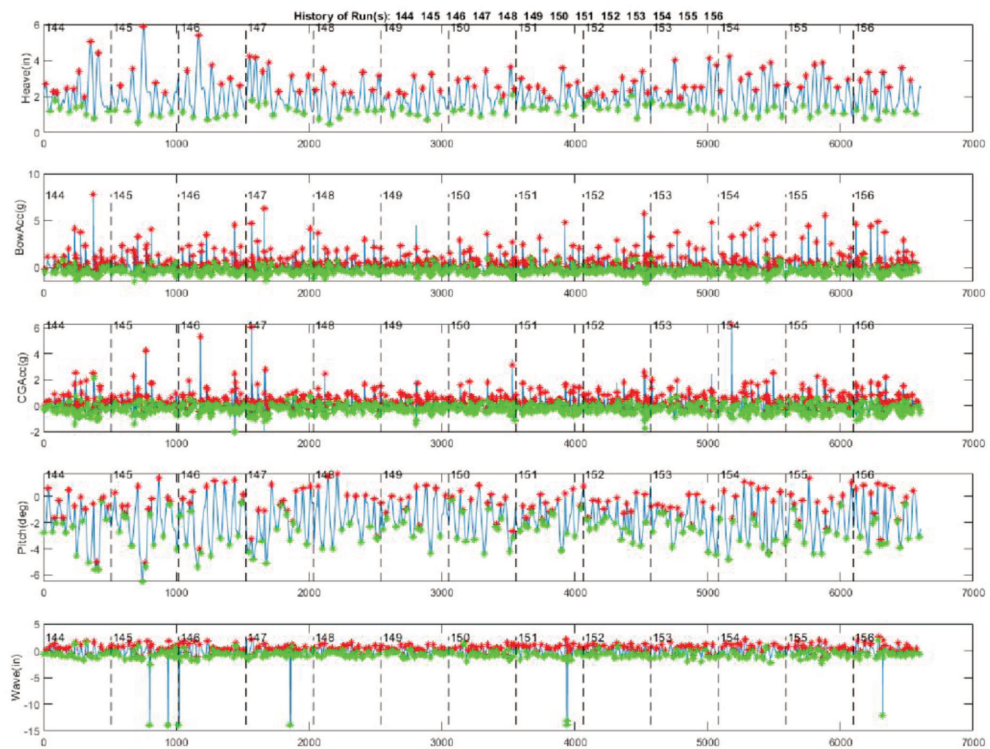 History of Run(s): 144 145 146 147 148 149 150 151 152 153 154 155 156
Heave(in)
6
4
2
0
144 145 146 147 148 149 150 151 152 153 154 155 156
0 1000 2000 3000 4000 5000 6000 7000
BowAcc(g)
10
5
0
144 145 146 147 148 149 150 151 152 153 154 155 156
0 1000 2000 3000 4000 5000 6000 7000
CGAcc(g)
6
4
2
0
-2
144 145 146 147 148 149 150 151 152 153 154 155 156
0 1000 2000 3000 4000 5000 6000 7000
Pitch(deg)
0
-2
-4
-6
144 145 146 147 148 149 150 151 152 153 154 155 156
0 1000 2000 3000 4000 5000 6000 7000
Wave(in)
5
0
-5
-10
-15
144 145 146 147 148 149 150 151 152 153 154 155 156
0 1000 2000 3000 4000 5000 6000 7000